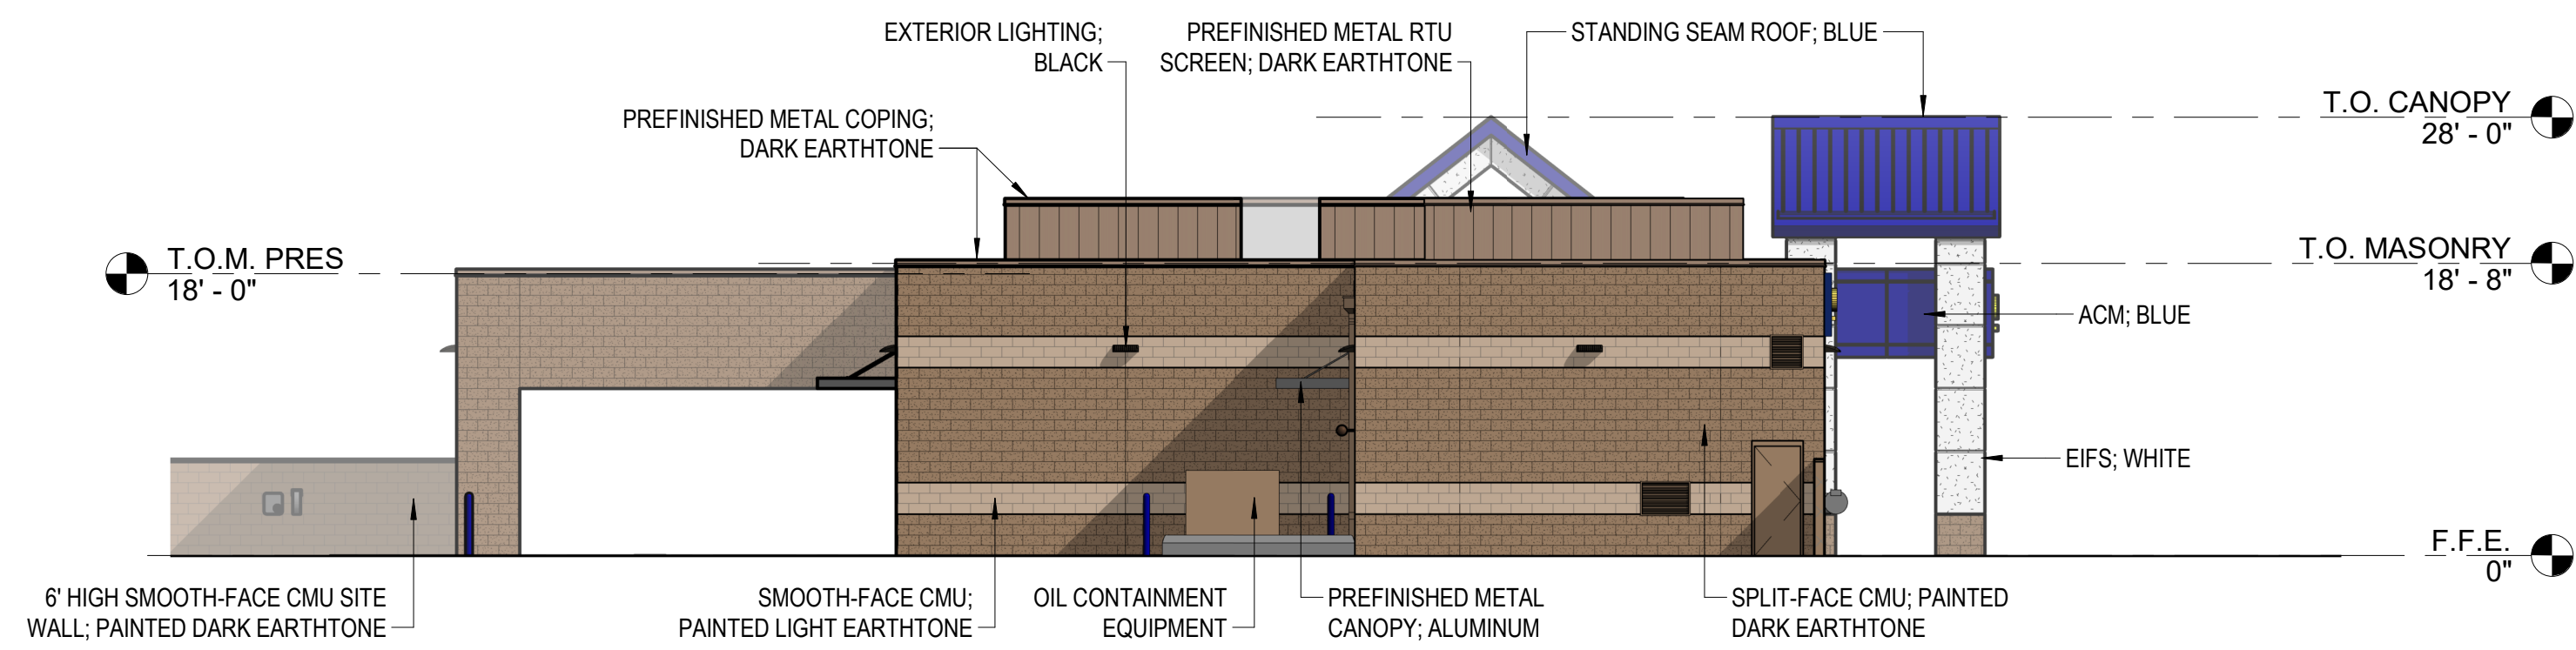 EXTERIOR LIGHTING;
BLACK
PREFINISHED METAL RTU
SCREEN; DARK EARTHTONE
STANDING SEAM ROOF; BLUE
PREFINISHED METAL COPING;
DARK EARTHTONE
T.O. CANOPY
28' - 0"
T.O.M. PRES
18' - 0"
T.O. MASONRY
18' - 8"
ACM; BLUE
EIFS; WHITE
F.F.E.
0"
6' HIGH SMOOTH-FACE CMU SITE
WALL; PAINTED DARK EARTHTONE
SMOOTH-FACE CMU;
PAINTED LIGHT EARTHTONE
OIL CONTAINMENT
EQUIPMENT
PREFINISHED METAL
CANOPY; ALUMINUM
SPLIT-FACE CMU; PAINTED
DARK EARTHTONE